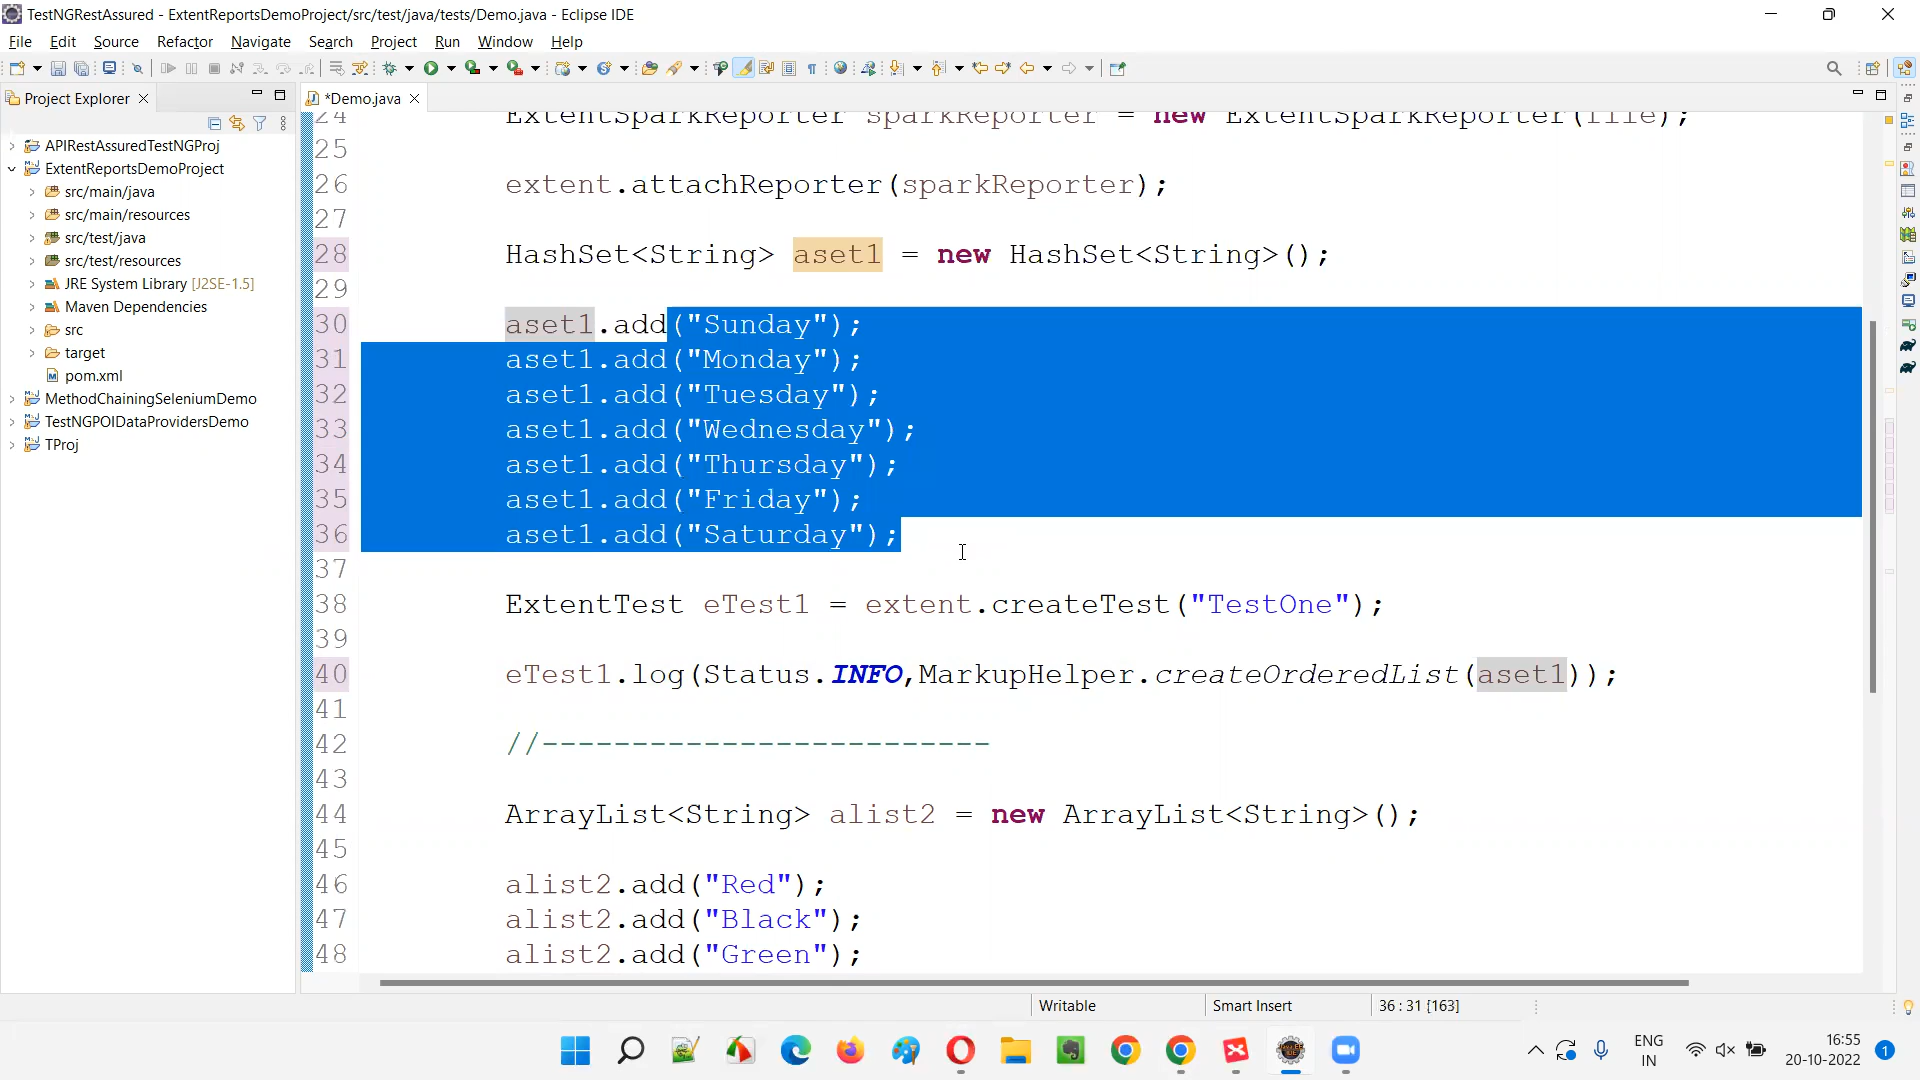 TestNGRestAssured - ExtentReportsDemoProject/src/test/java/tests/Demo.java - Eclipse IDE
File Edit Source Refactor Navigate Search Project Run Window Help
Project Explorer
*Demo.java
APIRestAssuredTestNGProj
ExtentReportsDemoProject
src/main/java
src/main/resources
src/test/java
src/test/resources
JRE System Library [J2SE-1.5]
Maven Dependencies
src
target
pom.xml
MethodChainingSeleniumDemo
TestNGPOIDataProvidersDemo
TProj
24 ExtentSparkReporter sparkReporter = new ExtentSparkReporter(file);
25
26 extent.attachReporter(sparkReporter);
27
28 HashSet<String> aset1 = new HashSet<String>();
29
30 aset1.add("Sunday");
31 aset1.add("Monday");
32 aset1.add("Tuesday");
33 aset1.add("Wednesday");
34 aset1.add("Thursday");
35 aset1.add("Friday");
36 aset1.add("Saturday");
37
38 ExtentTest eTest1 = extent.createTest("TestOne");
39
40 eTest1.log(Status.INFO,MarkupHelper.createOrderedList(aset1));
41
42 //-------------------------
43
44 ArrayList<String> alist2 = new ArrayList<String>();
45
46 alist2.add("Red");
47 alist2.add("Black");
48 alist2.add("Green");
Writable Smart Insert 36 : 31 [163]
ENG
IN
16:55
20-10-2022
1